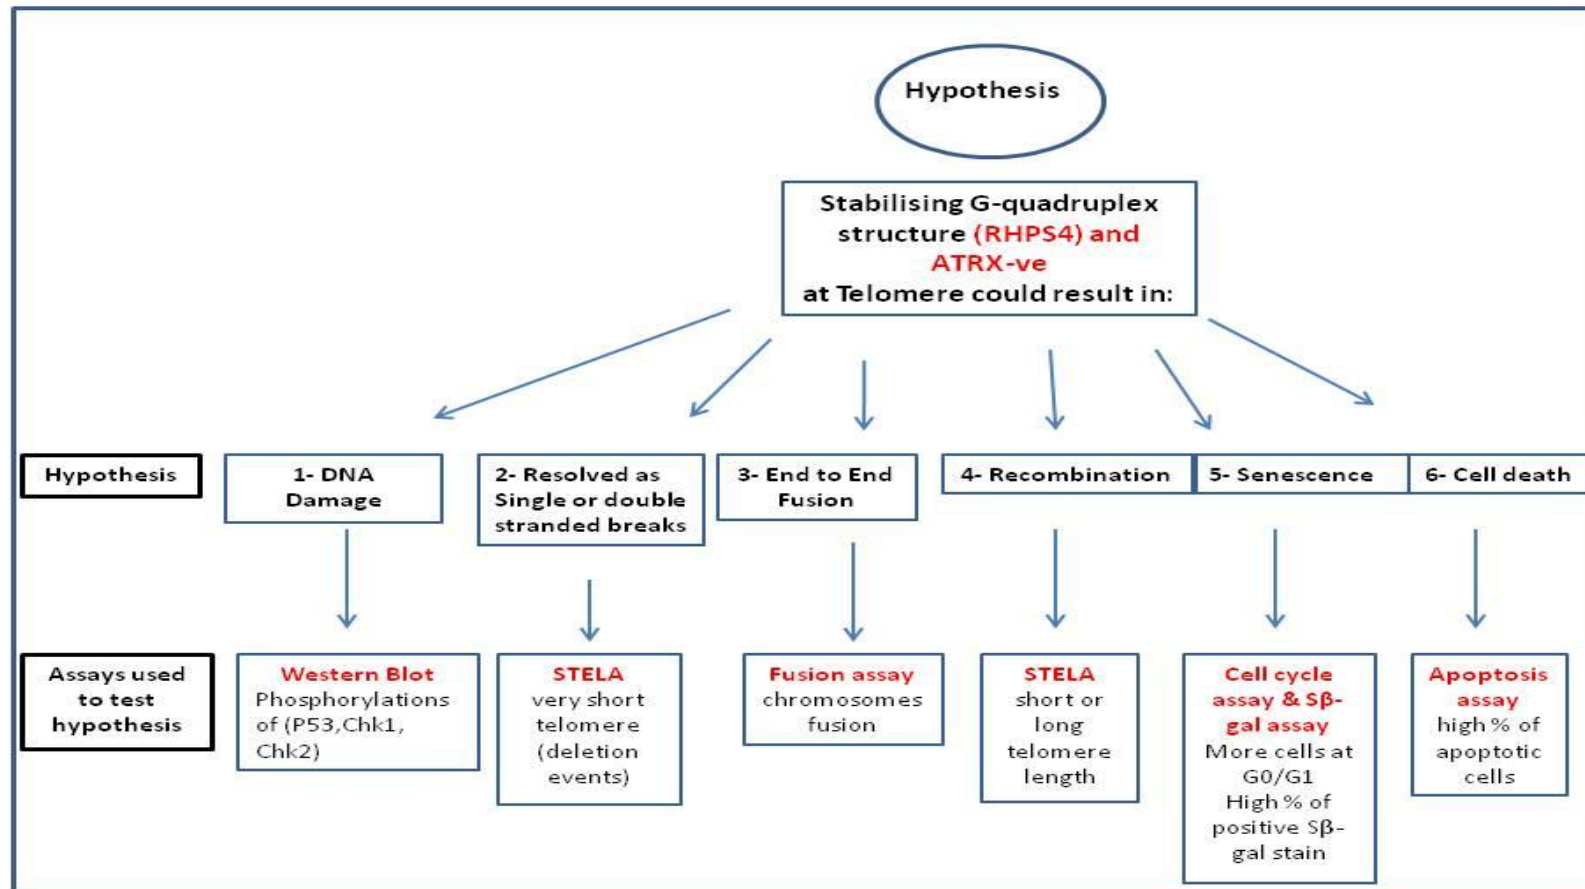 Hypothesis
Stabilising G-quadruplex
structure (RHPS4) and
ATRX-ve
at Telomere could result in:
Hypothesis
1- DNA
Damage
2- Resolved as
Single or double
stranded breaks
3- End to End
Fusion
4- Recombination
5- Senescence
6- Cell death
Assays used
to test
hypothesis
Western Blot
Phosphorylations
of (P53,Chk1,
Chk2)
STELA
very short
telomere
(deletion
events)
Fusion assay
chromosomes
fusion
STELA
short or
long
telomere
length
Cell cycle
assay & Sβ-
gal assay
More cells at
G0/G1
High % of
positive Sβ-
gal stain
Apoptosis
assay
high % of
apoptotic
cells